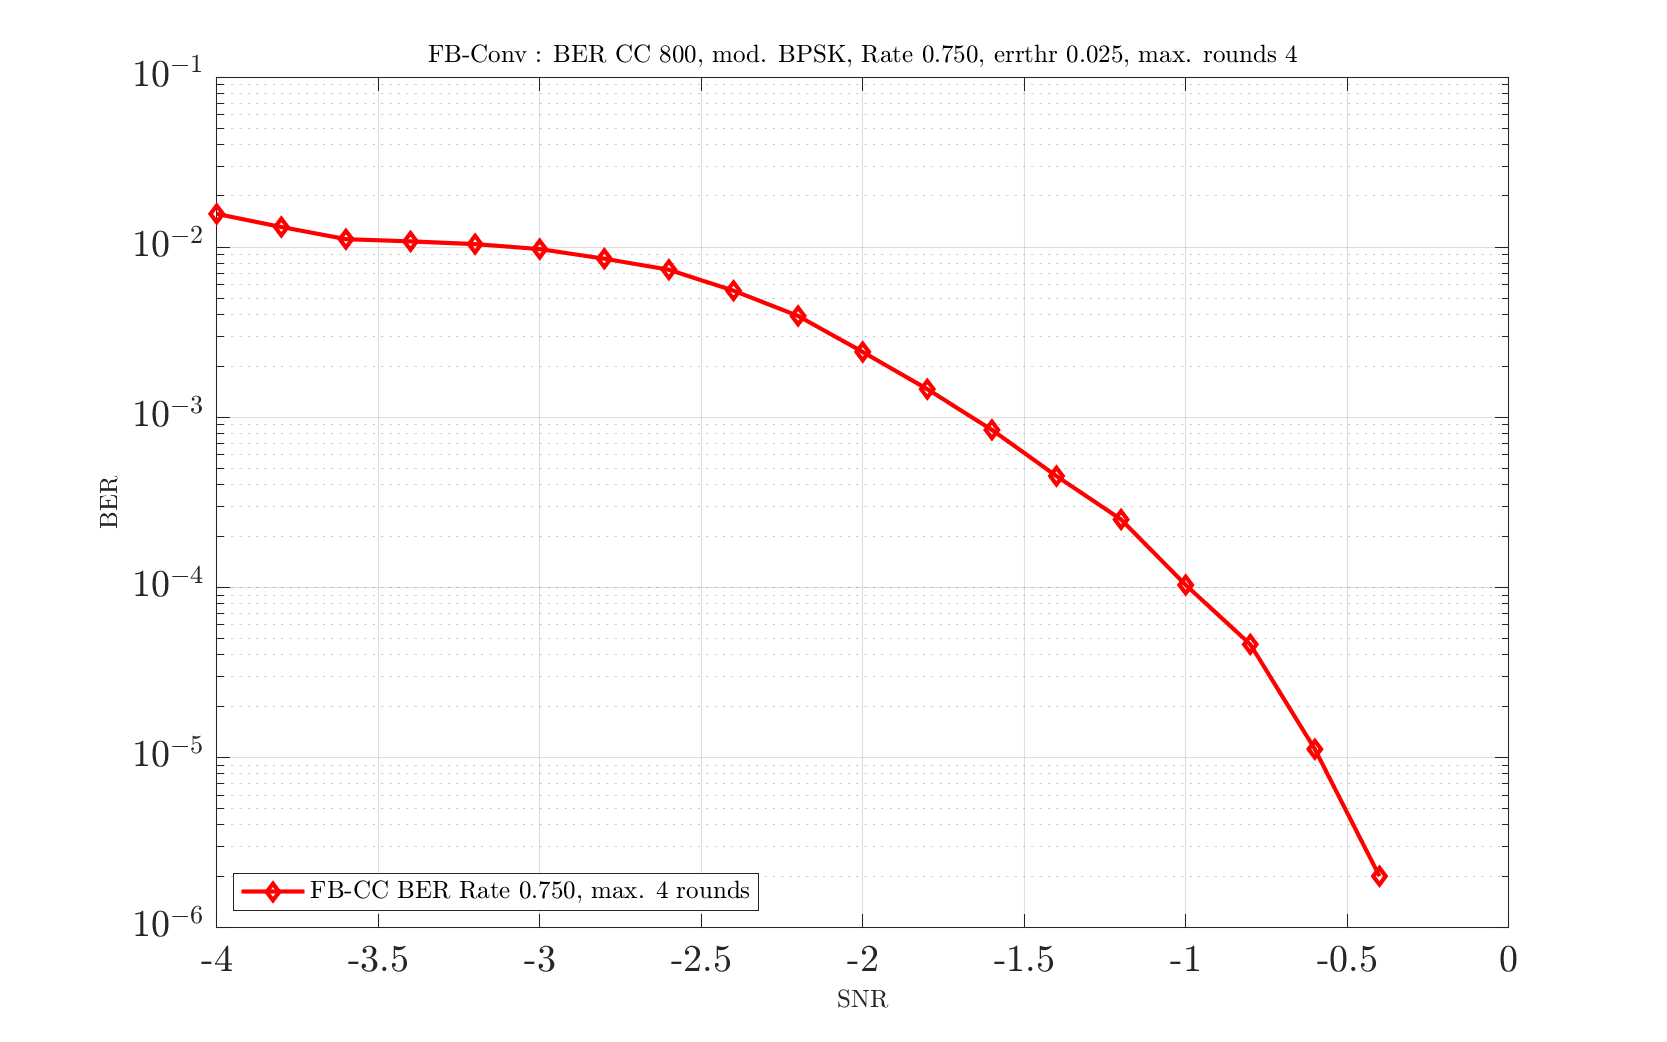 FB-Conv : BER CC 800, mod. BPSK, Rate 0.750, errthr 0.025, max. rounds 4
10⁻¹
10⁻²
10⁻³
10⁻⁴
10⁻⁵
10⁻⁶
BER
FB-CC BER Rate 0.750, max. 4 rounds
-4 -3.5 -3 -2.5 -2 -1.5 -1 -0.5 0
SNR